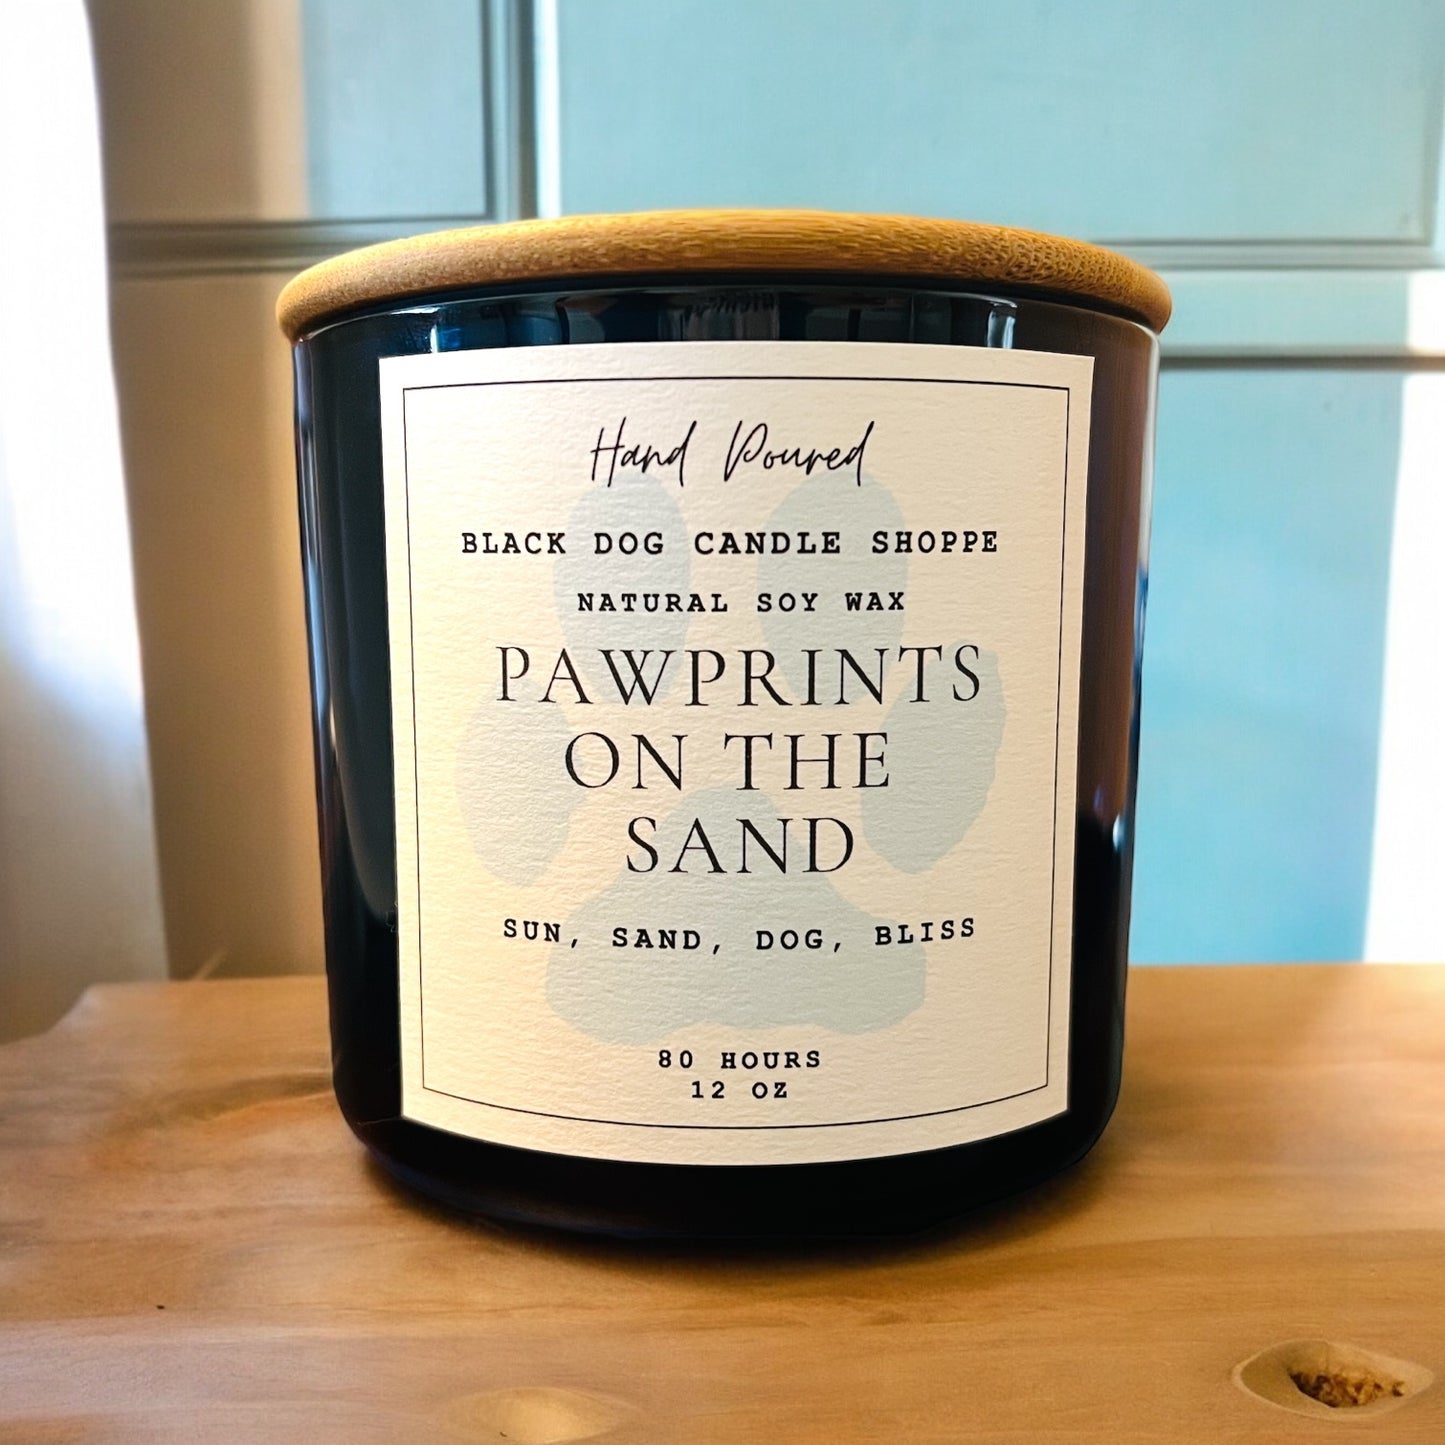 Hand Poured
BLACK DOG CANDLE SHOPPE
NATURAL SOY WAX
PAWPRINTS
ON THE
SAND
SUN, SAND, DOG, BLISS
80 HOURS
12 OZ